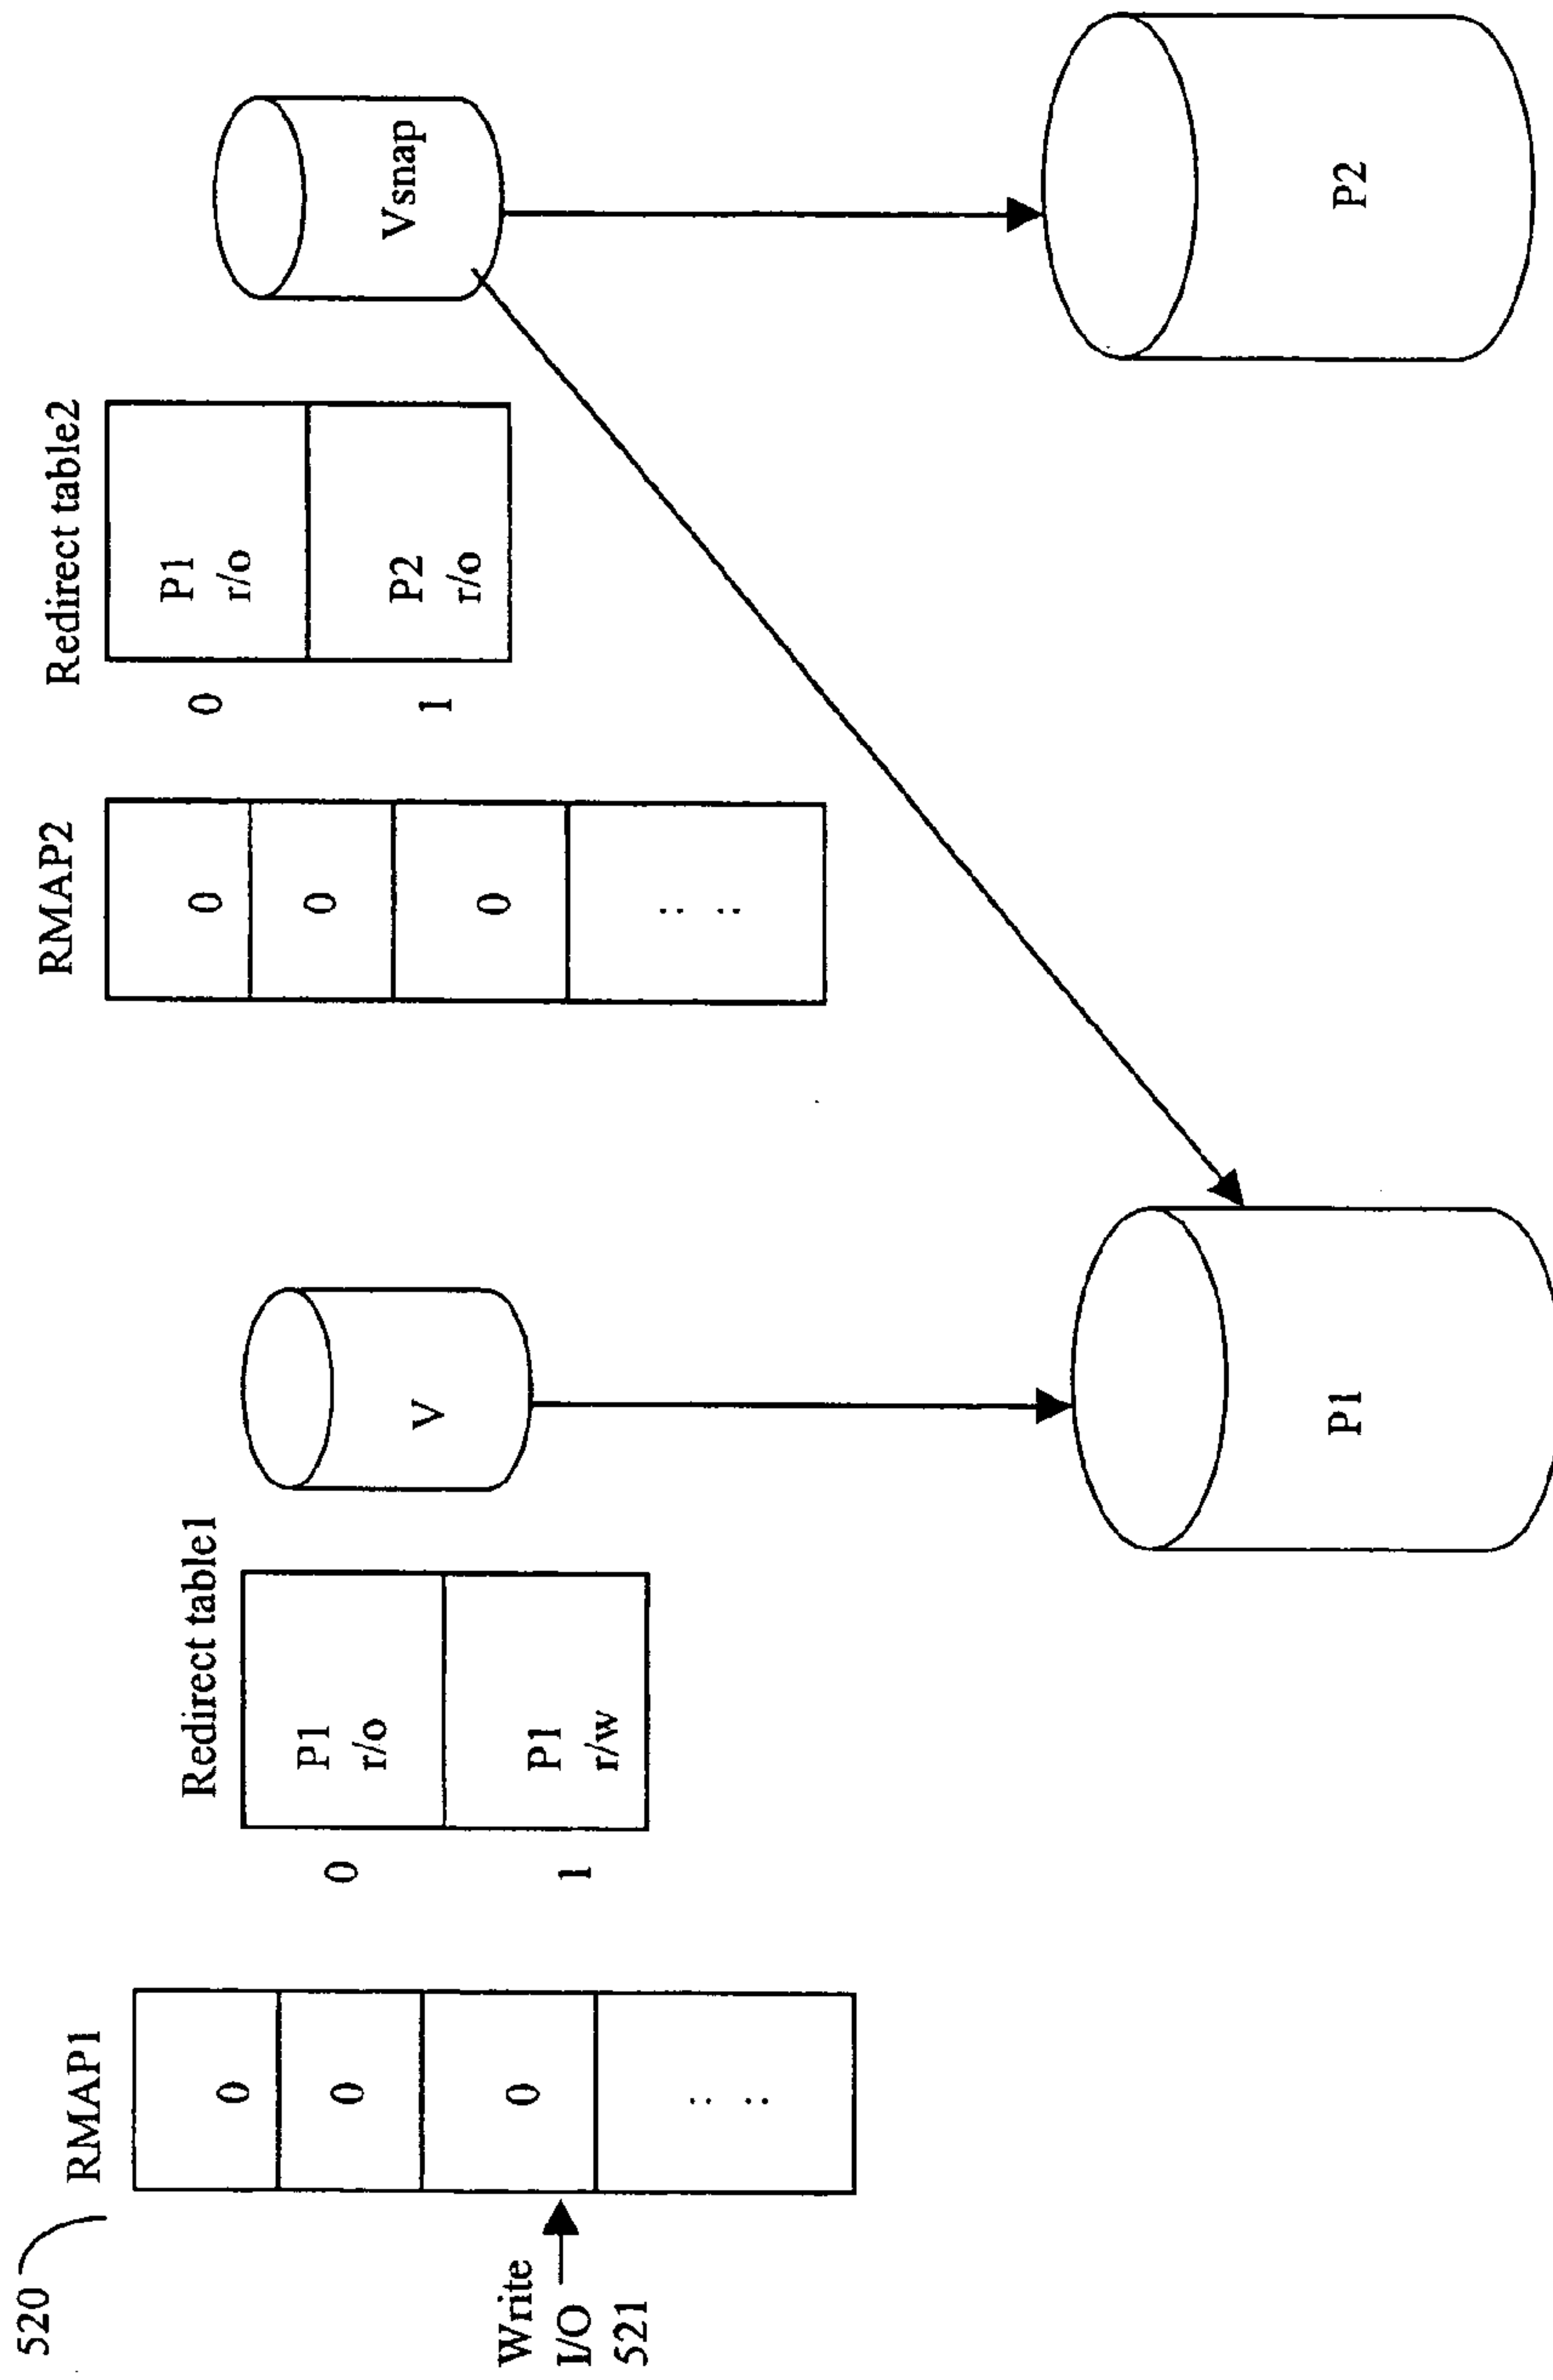 520
RMAP1
0
0
0
: :
Write
I/O
521
Redirect table1
0
P1
r/o
1
P1
r/w
V
P1
RMAP2
0
0
0
: :
Redirect table2
0
P1
r/o
1
P2
r/o
Vsnap
P2